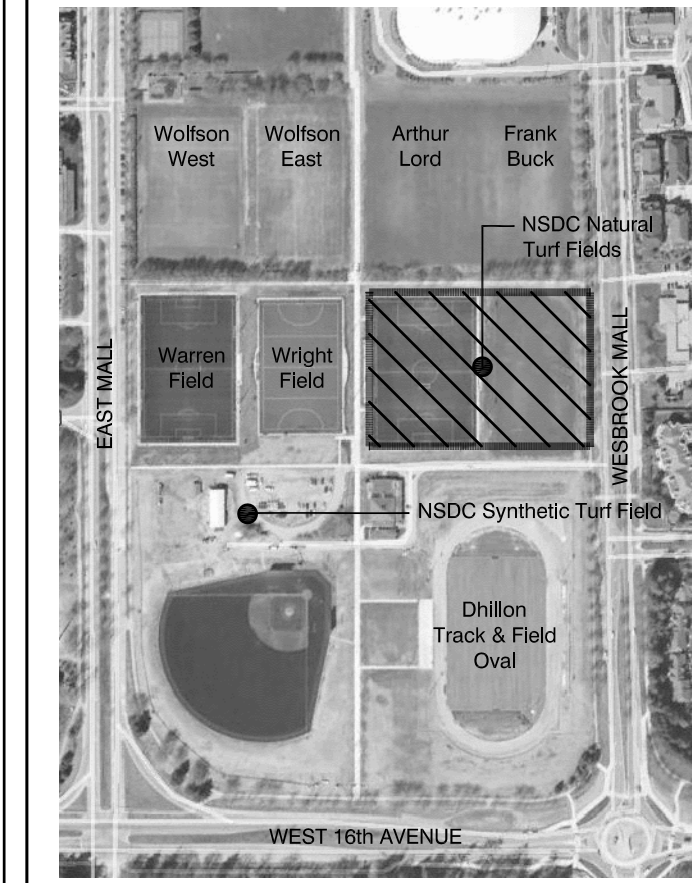 Wolfson
West
Wolfson
East
Arthur
Lord
Frank
Buck
NSDC Natural
Turf Fields
Warren
Field
Wright
Field
EAST MALL
WESBROOK MALL
NSDC Synthetic Turf Field
Dhillon
Track & Field
Oval
WEST 16th AVENUE